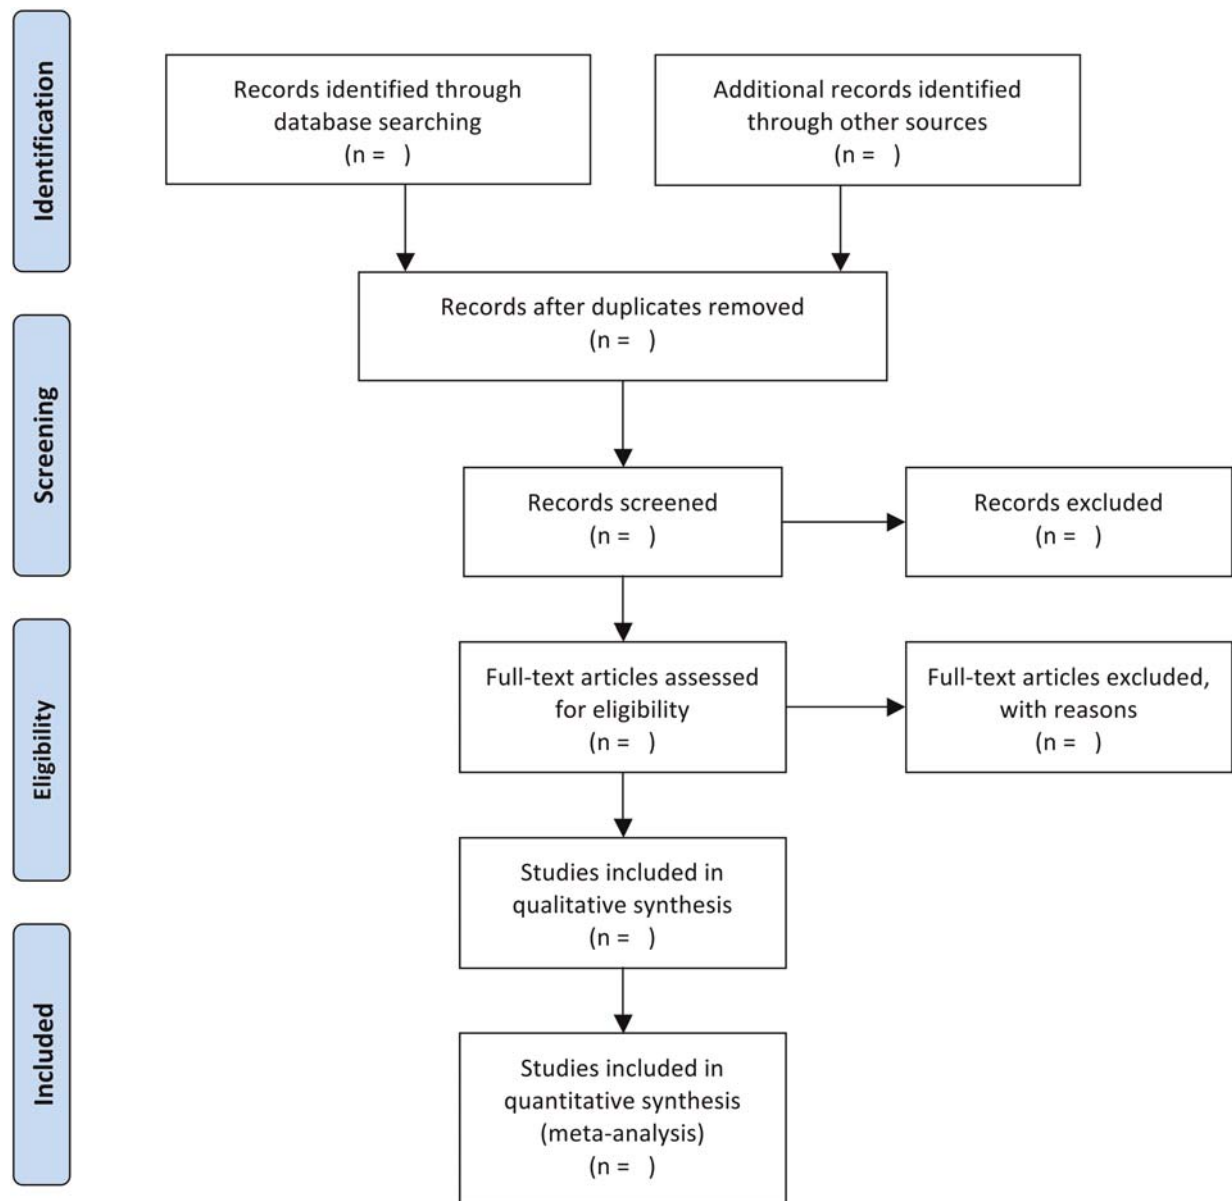 Identification
Records identified through
database searching
(n =   )
Additional records identified
through other sources
(n =   )
Records after duplicates removed
(n =   )
Screening
Records screened
(n =   )
Records excluded
(n =   )
Eligibility
Full-text articles assessed
for eligibility
(n =   )
Full-text articles excluded,
with reasons
(n =   )
Studies included in
qualitative synthesis
(n =   )
Included
Studies included in
quantitative synthesis
(meta-analysis)
(n =   )